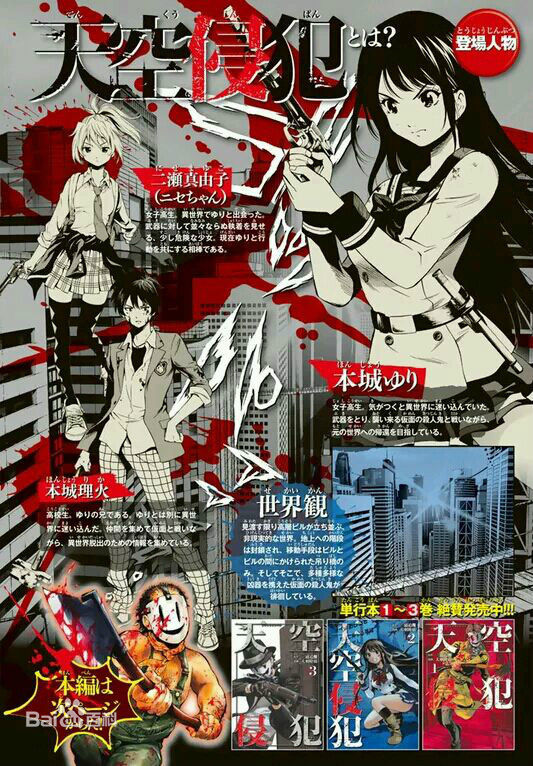 天空侵犯とは?
登場人物
二瀬真由子
(ニセちゃん)
女子高生。異世界でゆりと出会った。
武器に対して並々ならぬ執着を見せ
る、少し危険な少女。現在ゆりと行
動を共にする相棒である。
本城ゆり
女子高生。気がつくと異世界に迷い込んでいた。
武器をとり、襲い来る仮面の殺人鬼と戦いながら、
元の世界への帰還を目指している。
本城理火
高校生。ゆりの兄である。ゆりとは別に異世
界に迷い込んだ。仲間を集めて仮面と戦いな
がら、異世界脱出のための情報を集めている。
世界観
見渡す限り高層ビルが立ち並ぶ、
非現実的な世界。地上への階段
は封鎖され、移動手段はビルと
ビルの間にかけられた吊り橋の
み。そしてそこで、多種多様な
凶器を携えた仮面の殺人鬼が
徘徊している。
単行本1~3巻 絶賛発売中!!!
天空侵犯
3
天空侵犯
2
天空侵犯
本編は
ページ
Bai 百科